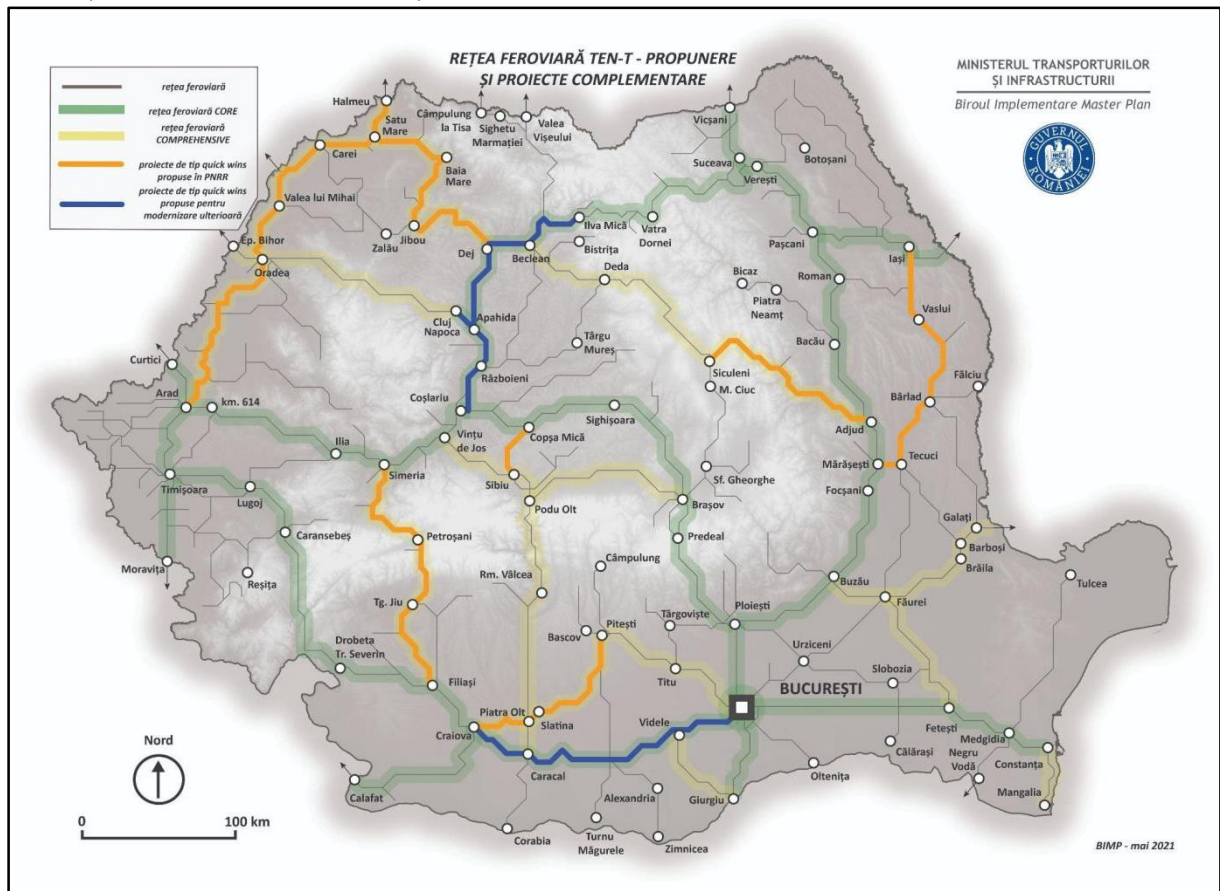 REȚEA FEROVIARĂ TEN-T - PROPUNERE
ȘI PROIECTE COMPLEMENTARE
MINISTERUL TRANSPORTURILOR
ȘI INFRASTRUCTURII
Biroul Implementare Master Plan
GUVERNUL
ROMÂNIEI
rețea feroviară
rețea feroviară CORE
rețea feroviară
COMPREHENSIVE
proiecte de tip quick wins
propuse în PNRR
proiecte de tip quick wins
propuse pentru
modernizare ulterioară
Halmeu
Satu
Mare
Câmpulung
la Tisa
Sighetu
Marmației
Valea
Vișeului
Vicșani
Carei
Baia
Mare
Suceava
Verești
Botoșani
Valea lui Mihai
Zalău
Jibou
Ilva Mică
Vatra
Dornei
Pașcani
Iași
Ep. Bihor
Oradea
Dej
Beclean
Bistrița
Deda
Bicaz
Piatra
Neamț
Roman
Vaslui
Cluj
Napoca
Apahida
Târgu
Mureș
Bacău
Curtici
Războieni
Siculeni
M. Ciuc
Fălciu
Arad
km. 614
Coșlariu
Sighișoara
Bârlad
Adjud
Ilia
Vințu
de Jos
Copșa Mică
Mărășești
Tecuci
Simeria
Sibiu
Sf. Gheorghe
Focșani
Timișoara
Lugoj
Podu Olt
Brașov
Galați
Caransebeș
Petroșani
Predeal
Barboși
Brăila
Moravița
Reșița
Câmpulung
Buzău
Tulcea
Rm. Vâlcea
Făurei
Tg. Jiu
Târgoviște
Ploiești
Bascov
Pitești
Urziceni
Drobeta
Tr. Severin
Titu
Slobozia
Filiași
BUCUREȘTI
Piatra Olt
Slatina
Videle
Fetești
Craiova
Medgidia
Călărași
Negru
Vodă
Constanța
Caracal
Oltenița
Mangalia
Calafat
Alexandria
Giurgiu
Corabia
Turnu
Măgurele
Zimnicea
Nord
0 100 km
BIMP - mai 2021